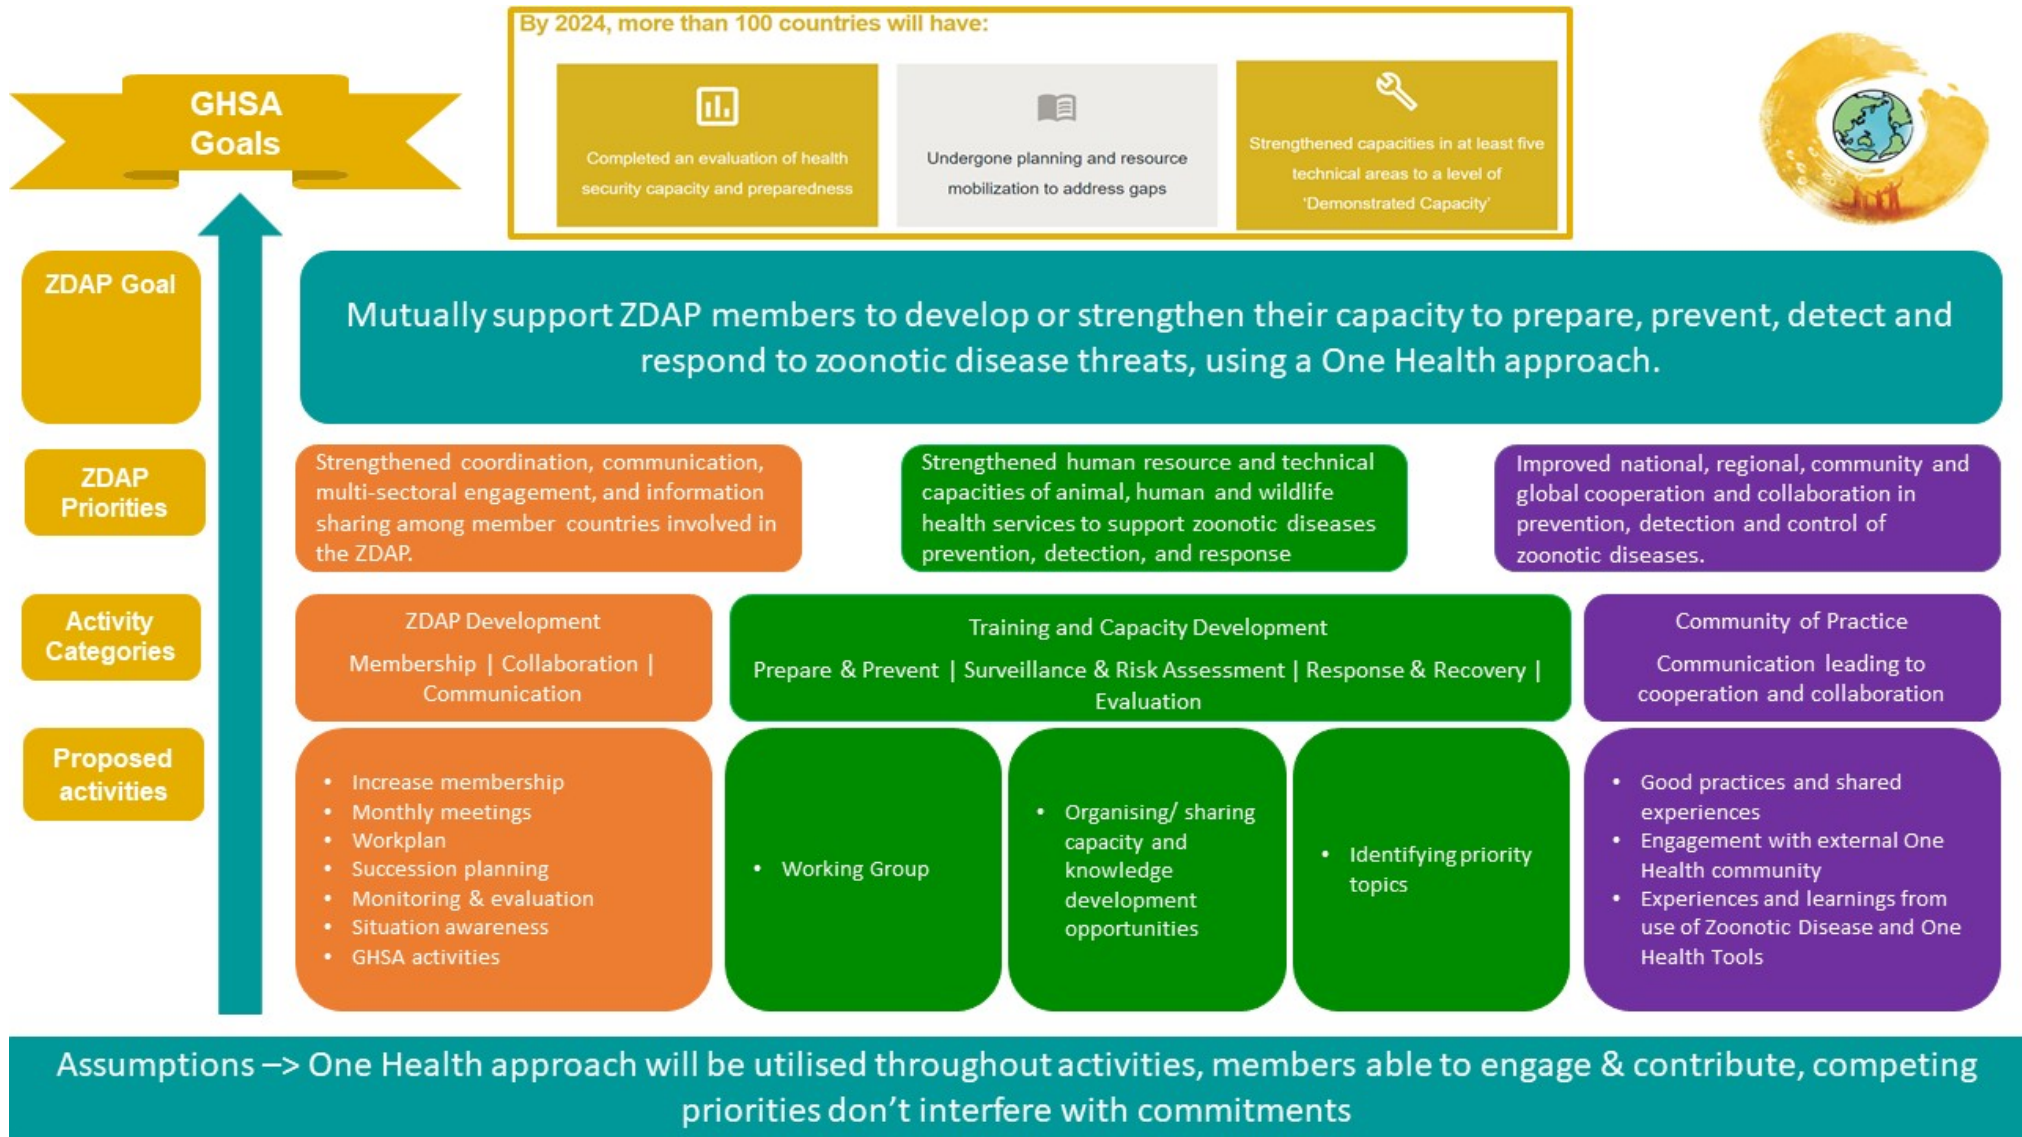 By 2024, more than 100 countries will have:
GHSA
Goals
Completed an evaluation of health
security capacity and preparedness
Undergone planning and resource
mobilization to address gaps
Strengthened capacities in at least five
technical areas to a level of
'Demonstrated Capacity'
ZDAP Goal
Mutually support ZDAP members to develop or strengthen their capacity to prepare, prevent, detect and
respond to zoonotic disease threats, using a One Health approach.
ZDAP
Priorities
Strengthened coordination, communication,
multi-sectoral engagement, and information
sharing among member countries involved in
the ZDAP.
Strengthened human resource and technical
capacities of animal, human and wildlife
health services to support zoonotic diseases
prevention, detection, and response
Improved national, regional, community and
global cooperation and collaboration in
prevention, detection and control of
zoonotic diseases.
Activity
Categories
ZDAP Development
Membership | Collaboration |
Communication
Training and Capacity Development
Prepare & Prevent | Surveillance & Risk Assessment | Response & Recovery |
Evaluation
Community of Practice
Communication leading to
cooperation and collaboration
Proposed
activities
• Increase membership
• Monthly meetings
• Workplan
• Succession planning
• Monitoring & evaluation
• Situation awareness
• GHSA activities
• Working Group
• Organising/ sharing
capacity and
knowledge
development
opportunities
• Identifying priority
topics
• Good practices and shared
experiences
• Engagement with external One
Health community
• Experiences and learnings from
use of Zoonotic Disease and One
Health Tools
Assumptions –> One Health approach will be utilised throughout activities, members able to engage & contribute, competing
priorities don't interfere with commitments